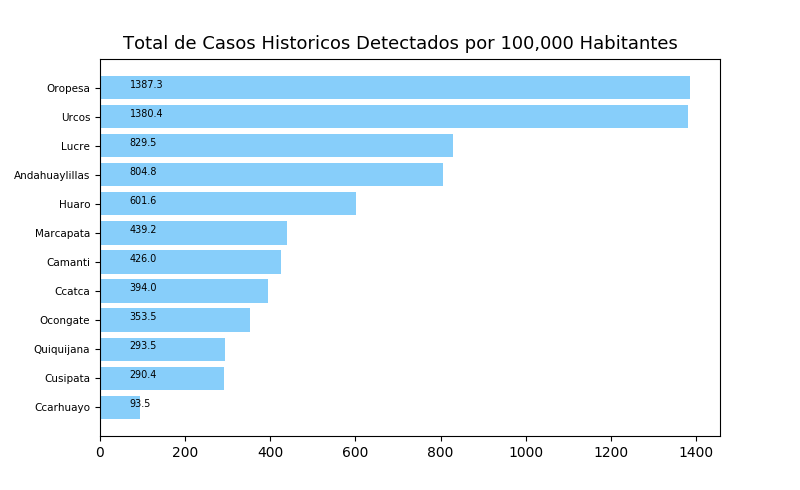 Total de Casos Historicos Detectados por 100,000 Habitantes
Oropesa 1387.3
Urcos 1380.4
Lucre 829.5
Andahuaylillas 804.8
Huaro 601.6
Marcapata 439.2
Camanti 426.0
Ccatca 394.0
Ocongate 353.5
Quiquijana 293.5
Cusipata 290.4
Ccarhuayo 93.5
0 200 400 600 800 1000 1200 1400